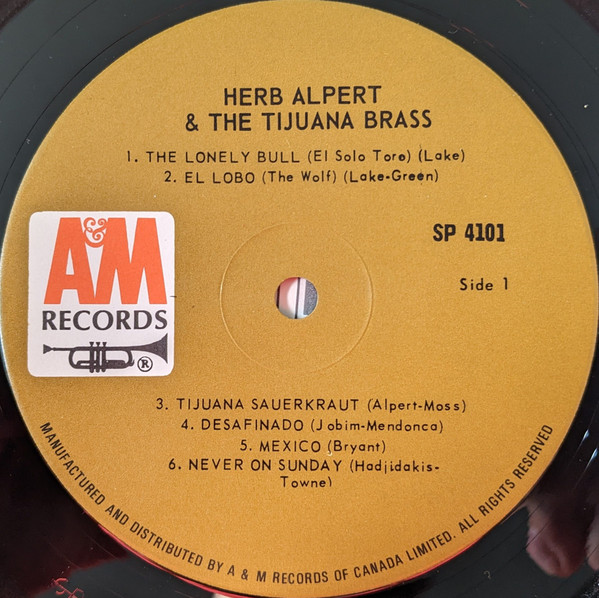 HERB ALPERT
& THE TIJUANA BRASS
1. THE LONELY BULL (El Solo Toro) (Lake)
2. EL LOBO (The Wolf) (Lake-Green)
A&M
RECORDS
®
SP 4101
Side 1
3. TIJUANA SAUERKRAUT (Alpert-Moss)
4. DESAFINADO (Jobim-Mendonca)
5. MEXICO (Bryant)
6. NEVER ON SUNDAY (Hadjidakis-
Towne)
MANUFACTURED AND DISTRIBUTED BY A & M RECORDS OF CANADA LIMITED. ALL RIGHTS RESERVED